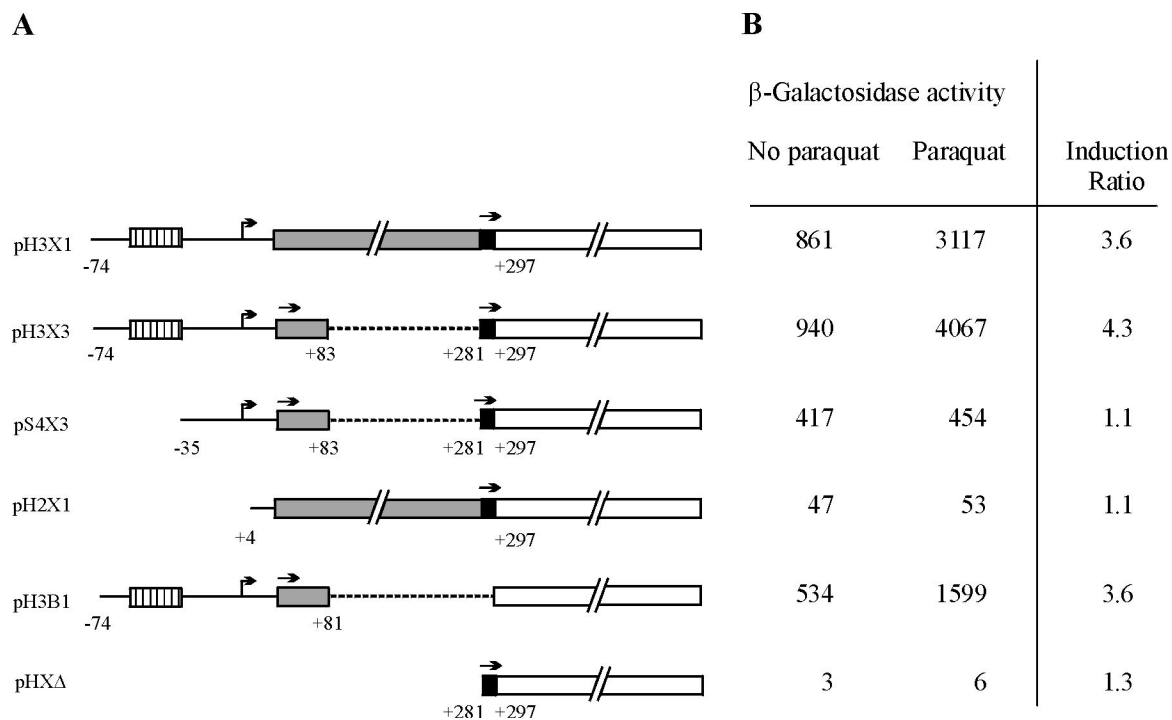 A
B
β-Galactosidase activity
No paraquat Paraquat Induction
Ratio
pH3X1 861 3117 3.6
-74 +297
pH3X3 940 4067 4.3
-74 +83 +281 +297
pS4X3 417 454 1.1
-35 +83 +281 +297
pH2X1 47 53 1.1
+4 +297
pH3B1 534 1599 3.6
-74 +81
pHXΔ 3 6 1.3
+281 +297